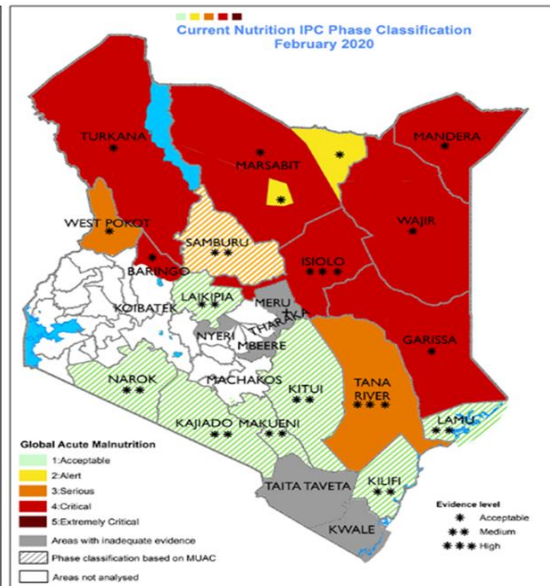 Current Nutrition IPC Phase Classification
February 2020
TURKANA
MANDERA
MARSABIT
WAJIR
WEST POKOT
SAMBURU
ISIOLO
BARINGO
LAIKIPIA
MERU
KOIBATEK
THARAKA
NYERI
MBEERE
GARISSA
MACHAKOS
NAROK
KITUI
TANA
RIVER
KAJIADO
MAKUENI
LAMU
TAITA TAVETA
KILIFI
KWALE
Global Acute Malnutrition
1:Acceptable
2:Alert
3:Serious
4:Critical
5:Extremely Critical
Areas with inadequate evidence
Phase classification based on MUAC
Areas not analysed
Evidence level
Acceptable
Medium
High